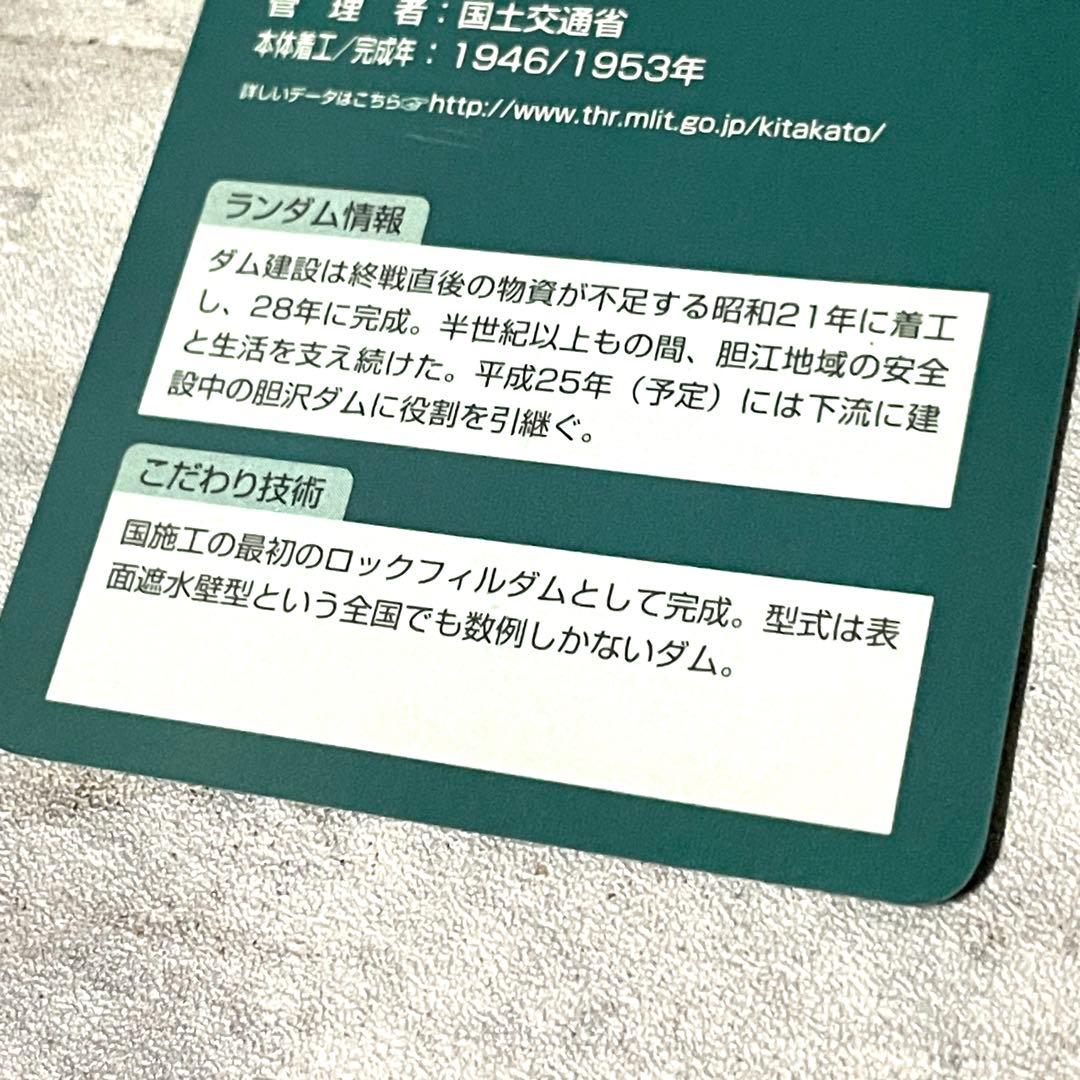 管理者：国土交通省
本体着工/完成年：1946/1953年
詳しいデータはこちら☞http://www.thr.mlit.go.jp/kitakato/
ランダム情報
ダム建設は終戦直後の物資が不足する昭和21年に着工
し、28年に完成。半世紀以上もの間、胆江地域の安全
と生活を支え続けた。平成25年（予定）には下流に建
設中の胆沢ダムに役割を引継ぐ。
こだわり技術
国施工の最初のロックフィルダムとして完成。型式は表
面遮水壁型という全国でも数例しかないダム。